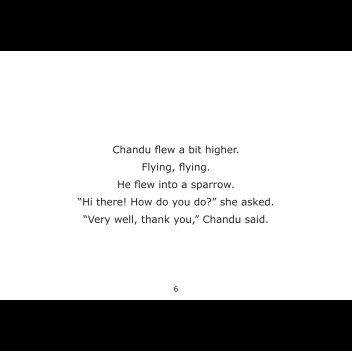 Chandu flew a bit higher.
Flying, flying.
He flew into a sparrow.
“Hi there! How do you do?” she asked.
“Very well, thank you,” Chandu said.
6